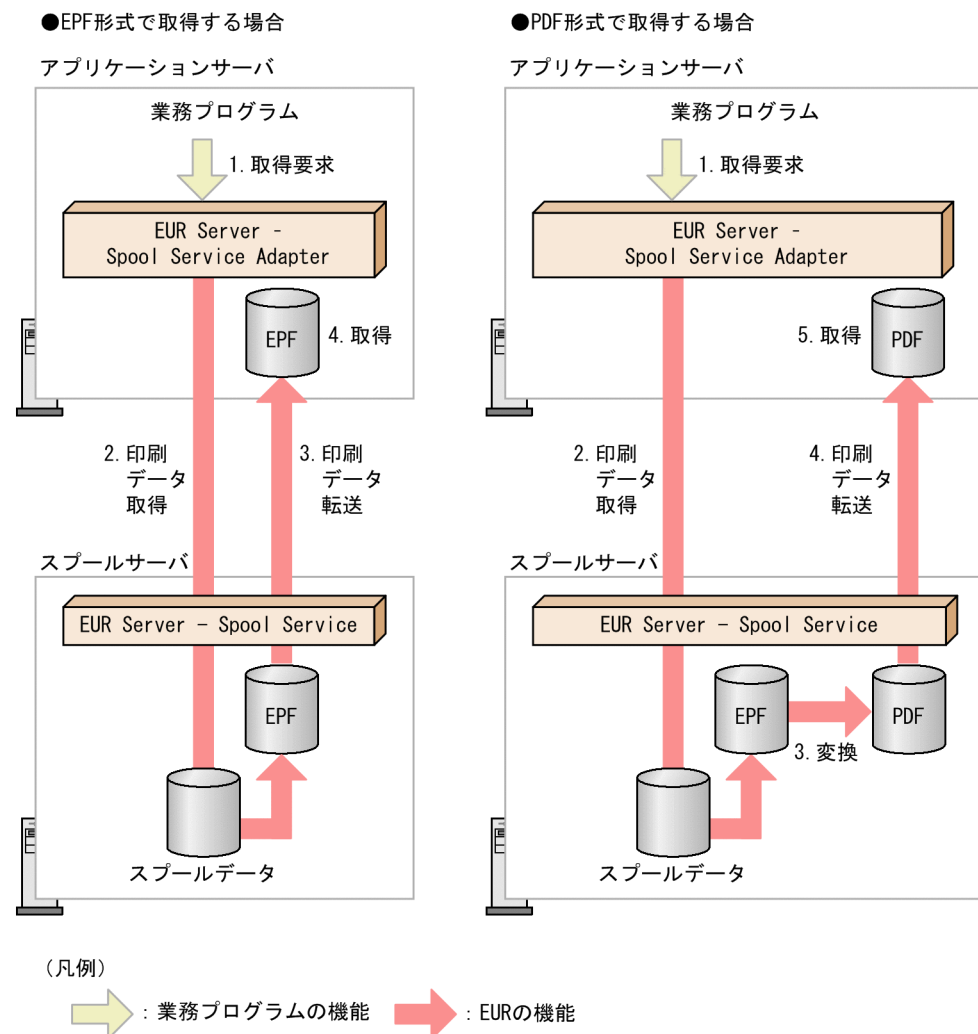 ●EPF形式で取得する場合
アプリケーションサーバ
業務プログラム
1. 取得要求
EUR Server -
Spool Service Adapter
EPF
4. 取得
2. 印刷
データ
取得
3. 印刷
データ
転送
スプールサーバ
EUR Server - Spool Service
EPF
スプールデータ
●PDF形式で取得する場合
アプリケーションサーバ
業務プログラム
1. 取得要求
EUR Server -
Spool Service Adapter
5. 取得
PDF
2. 印刷
データ
取得
4. 印刷
データ
転送
スプールサーバ
EUR Server - Spool Service
EPF
PDF
3. 変換
スプールデータ
(凡例)
: 業務プログラムの機能
: EURの機能